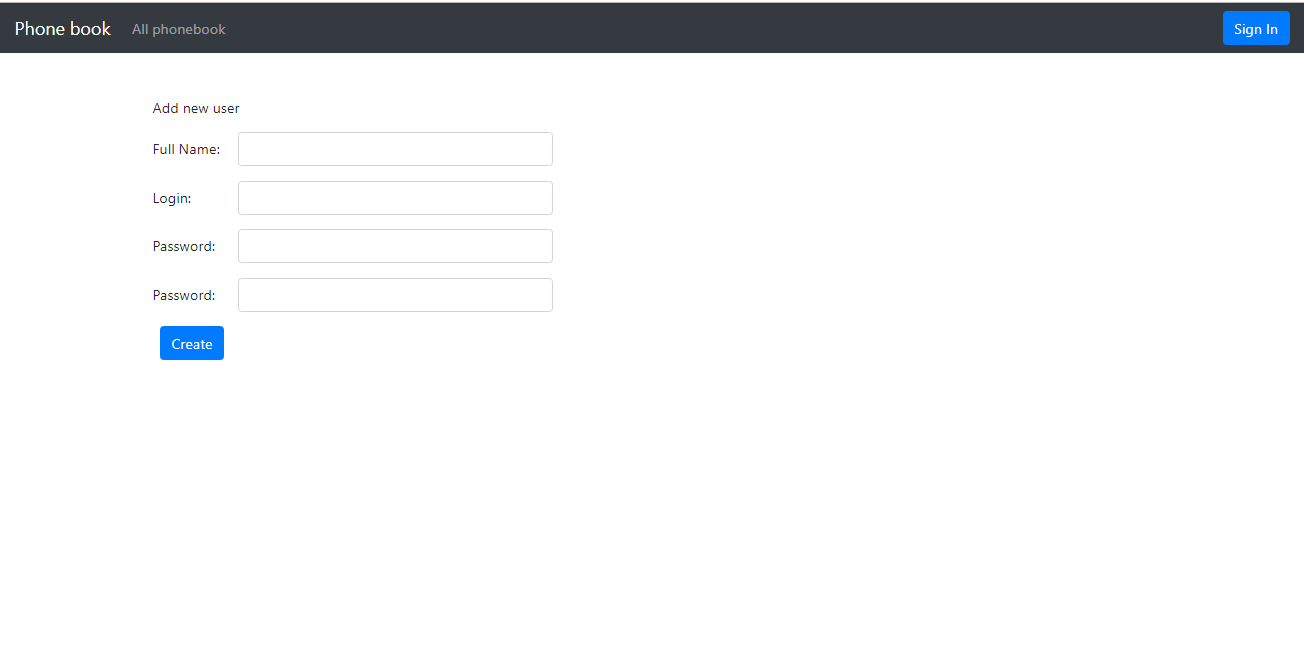 Phone book All phonebook Sign In
Add new user
Full Name:
Login:
Password:
Password:
Create